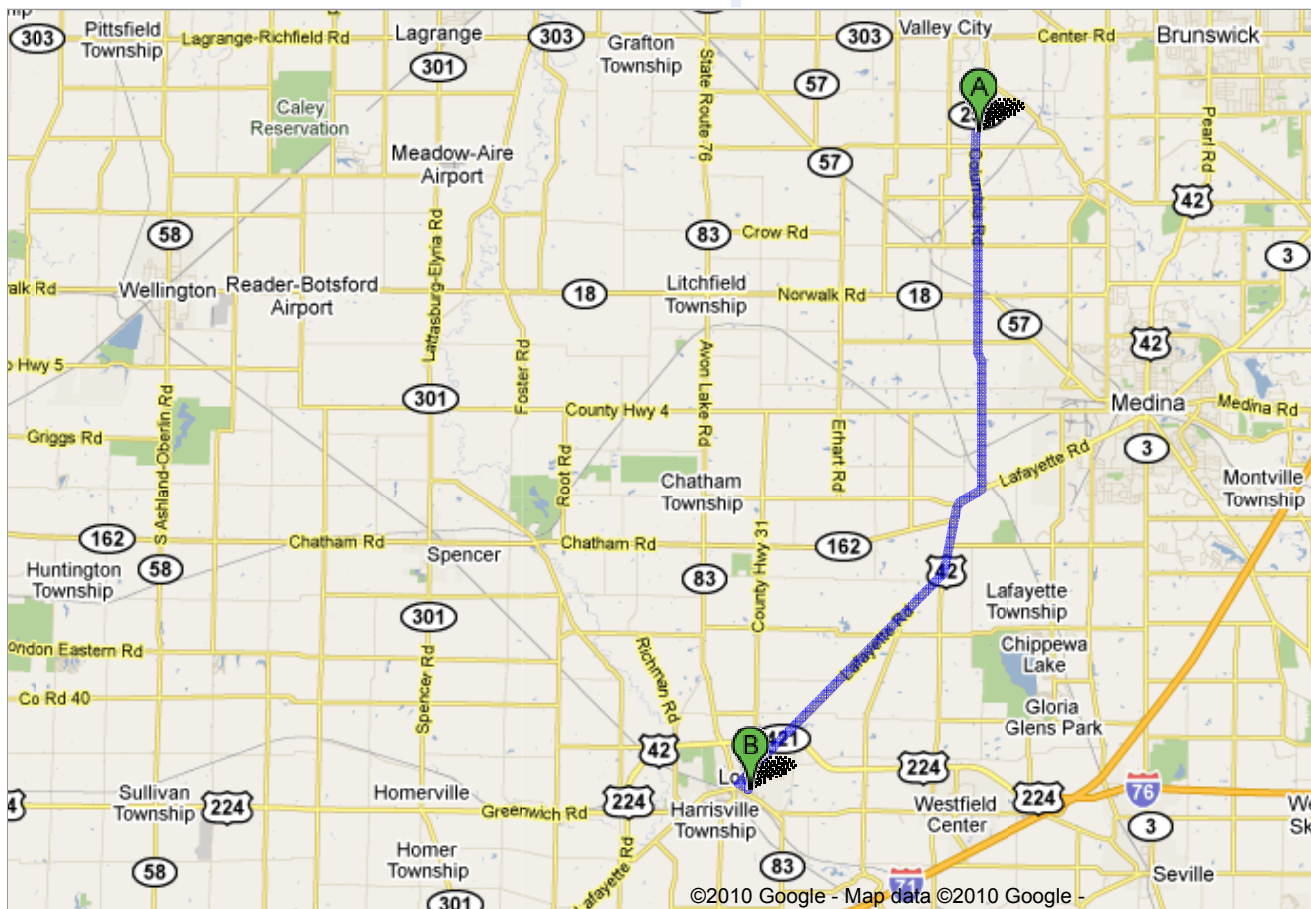 Pittsfield
Township
303
Lagrange-Richfield Rd
Lagrange
303
Grafton
Township
303
Valley City
Center Rd
Brunswick
301
State Route 76
57
A
Caley
Reservation
Pearl Rd
Meadow-Aire
Airport
57
Columbia Rd
42
58
83
Crow Rd
3
Lattasburg-Elyria Rd
Wellington
Reader-Botsford
Airport
18
Litchfield
Township
Norwalk Rd
18
57
42
Hwy 5
Foster Rd
Avon Lake Rd
301
County Hwy 4
Medina
Medina Rd
S Ashland-Oberlin Rd
Griggs Rd
Erhart Rd
3
Root Rd
Lafayette Rd
Chatham
Township
Montville
Township
162
Chatham Rd
Spencer
Chatham Rd
County Hwy 31
162
58
83
42
Huntington
Township
Lafayette
Township
301
Lafayette Rd
Eastern Rd
Richman Rd
Chippewa
Lake
Co Rd 40
Spencer Rd
Gloria
Glens Park
42
B
421
224
76
224
Sullivan
Township
224
Homerville
Greenwich Rd
224
Harrisville
Township
Westfield
Center
3
58
Homer
Township
83
Lafayette Rd
71
Seville
301
©2010 Google - Map data ©2010 Google -